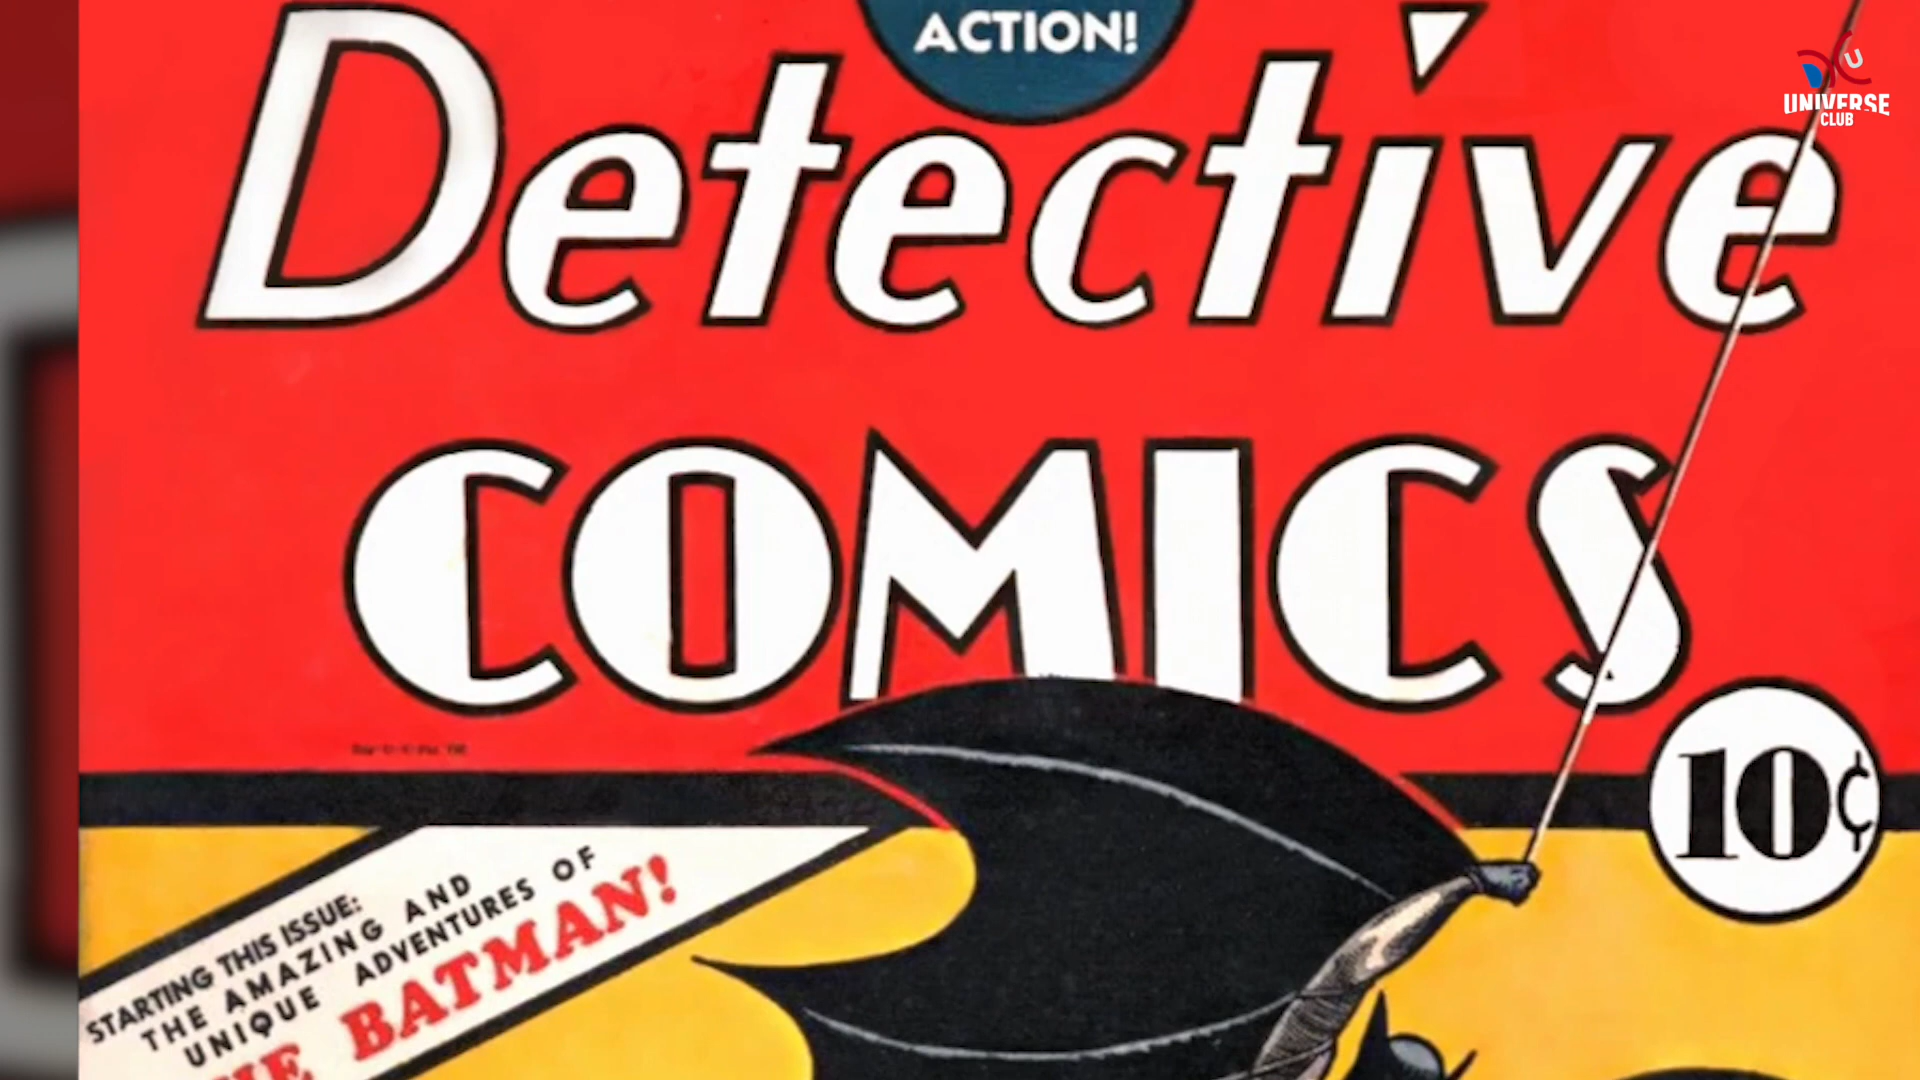 ACTION!
U
UNIVERSE
CLUB
Detective
COMICS
10¢
STARTING THIS ISSUE:
THE AMAZING AND
UNIQUE ADVENTURES OF
BATMAN!